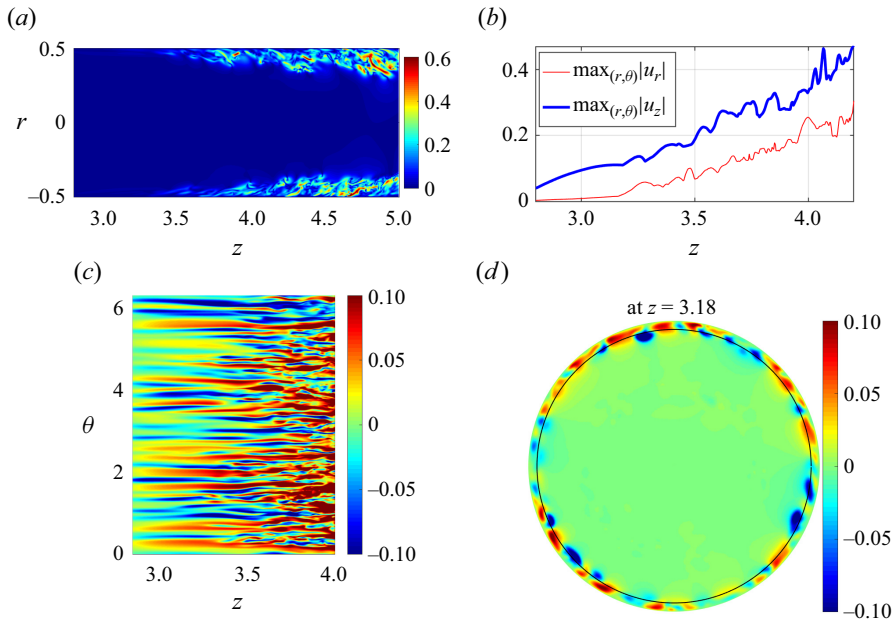 (a)
0.5
r
0
–0.5
3.0
3.5
4.0
4.5
5.0
z
0.6
0.4
0.2
0
(b)
0.4
0.2
0
max(r,θ)|ur|
max(r,θ)|uz|
3.0
3.5
4.0
z
(c)
6
4
θ
2
0
3.0
3.5
4.0
z
0.10
0.05
0
–0.05
–0.10
(d)
at z = 3.18
0.10
0.05
0
–0.05
–0.10